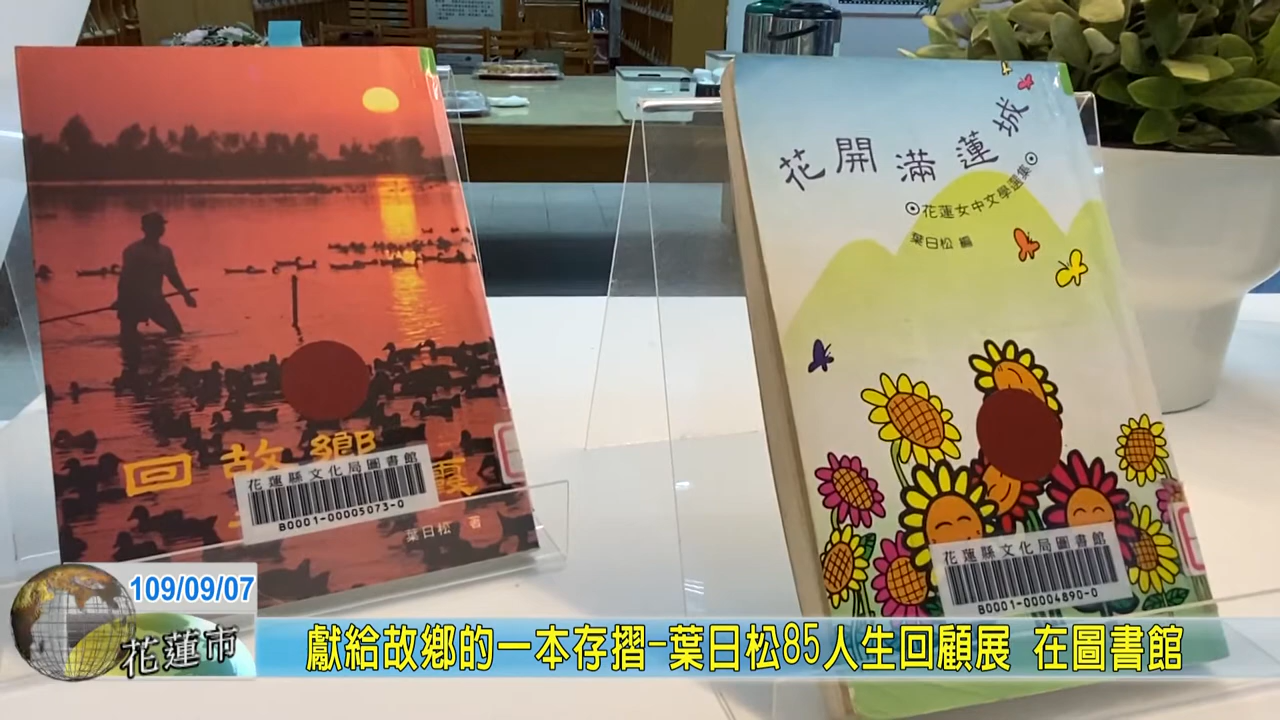 花開滿蓮城
⊙花蓮女中文學選集⊙
葉日松 編
回故鄉
霞
花蓮縣文化局圖書館
B0001-00005073-0
葉日松 著
花蓮縣文化局圖書館
B0001-00004890-0
109/09/07
花蓮市
獻給故鄉的一本存摺-葉日松85人生回顧展 在圖書館